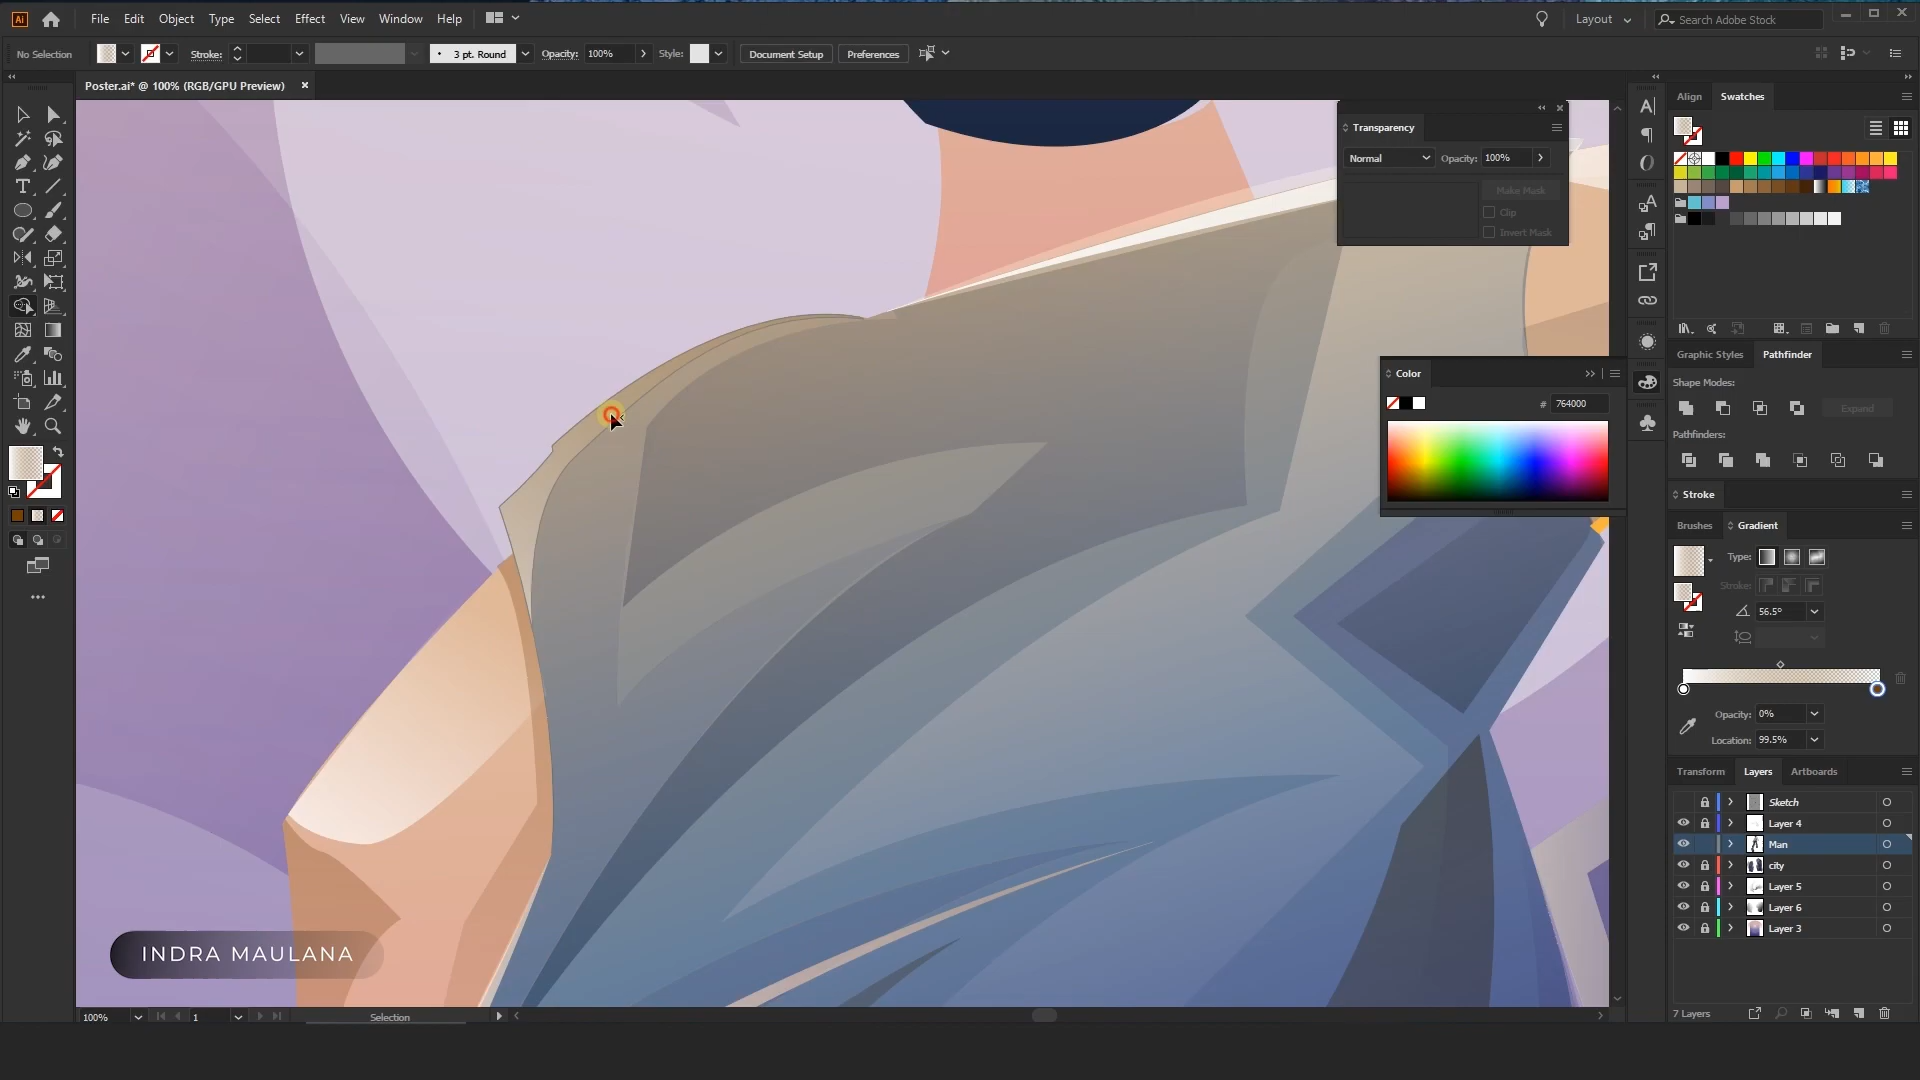 Ai File Edit Object Type Select Effect View Window Help Layout Search Adobe Stock
No Selection Stroke: 3 pt. Round Opacity: 100% Style: Document Setup Preferences
Poster.ai* @ 100% (RGB/GPU Preview)
Transparency
Normal Opacity: 100%
Make Mask
Clip
Invert Mask
Color
# 764000
Align Swatches
Graphic Styles Pathfinder
Shape Modes:
Expand
Pathfinders:
Stroke
Brushes Gradient
Type:
Stroke:
56.5°
Opacity: 0%
Location: 99.5%
Transform Layers Artboards
Sketch
Layer 4
Man
city
Layer 5
Layer 6
Layer 3
7 Layers
INDRA MAULANA
100% 1 Selection